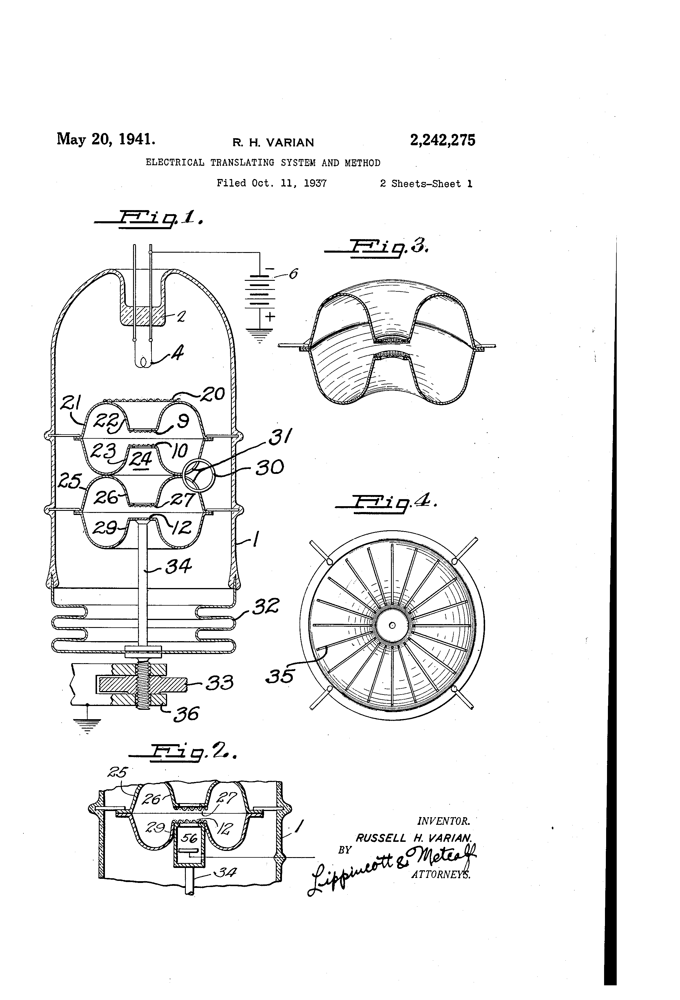 May 20, 1941. R. H. VARIAN 2,242,275
ELECTRICAL TRANSLATING SYSTEM AND METHOD
Filed Oct. 11, 1937 2 Sheets-Sheet 1
Fig.1.
- 6
+
2
4
20
21
22
9
23
24
10
31
30
25
26
27
29
12
1
34
32
33
36
Fig.3.
Fig.4.
35
Fig.2.
25
26
27
29
12
56
1
34
INVENTOR.
RUSSELL H. VARIAN.
BY
Lippincott & Metcalf
ATTORNEYS.